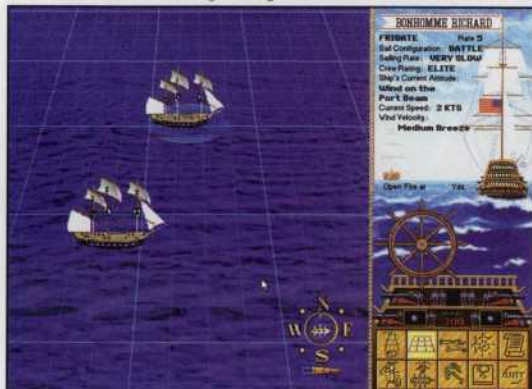 BONHOMME RICHARD
FRIGATE Rate 5
Sail Configuration: BATTLE
Sailing Rate: VERY SLOW
Crew Rating: ELITE
Ship's Current Attitude:
Wind on the
Port Beam
Current Speed: 2 KTS
Wind Velocity:
Medium Breeze
Open Fire at Yds.
N
W E
S